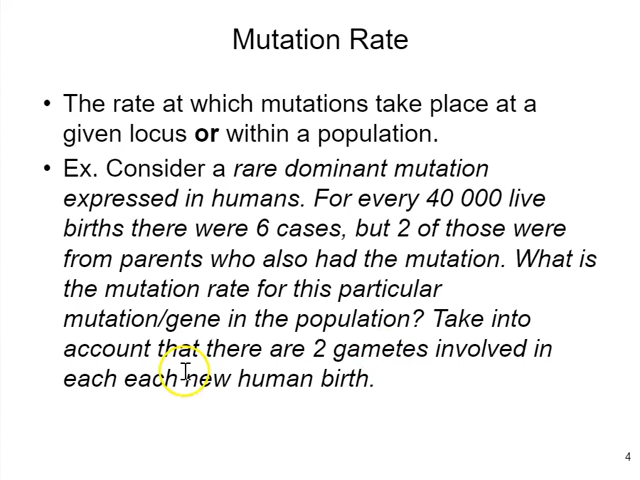 Mutation Rate
• The rate at which mutations take place at a
given locus or within a population.
• Ex. Consider a rare dominant mutation
expressed in humans. For every 40 000 live
births there were 6 cases, but 2 of those were
from parents who also had the mutation. What is
the mutation rate for this particular
mutation/gene in the population? Take into
account that there are 2 gametes involved in
each each new human birth.
4